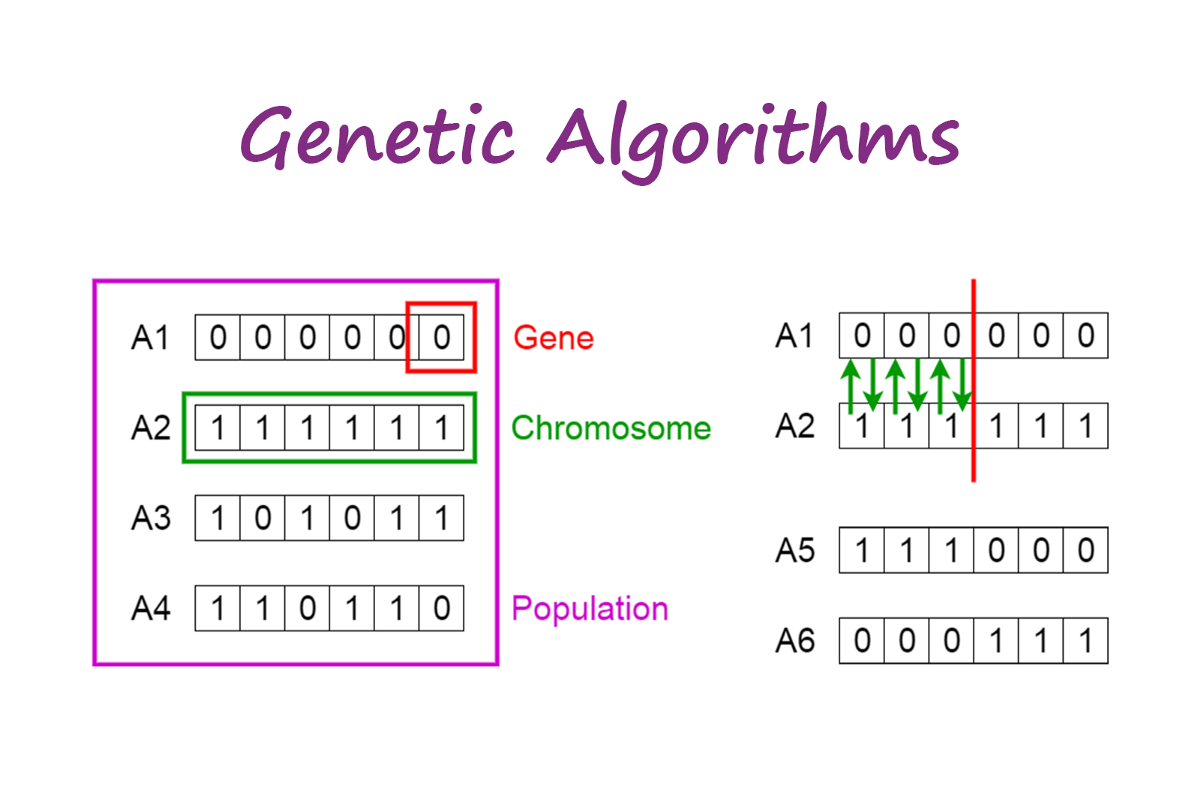 Genetic Algorithms
A1 0 0 0 0 0 0 Gene
A2 1 1 1 1 1 1 Chromosome
A3 1 0 1 0 1 1
A4 1 1 0 1 1 0 Population
A1 0 0 0 0 0 0
A2 1 1 1 1 1 1
A5 1 1 1 0 0 0
A6 0 0 0 1 1 1